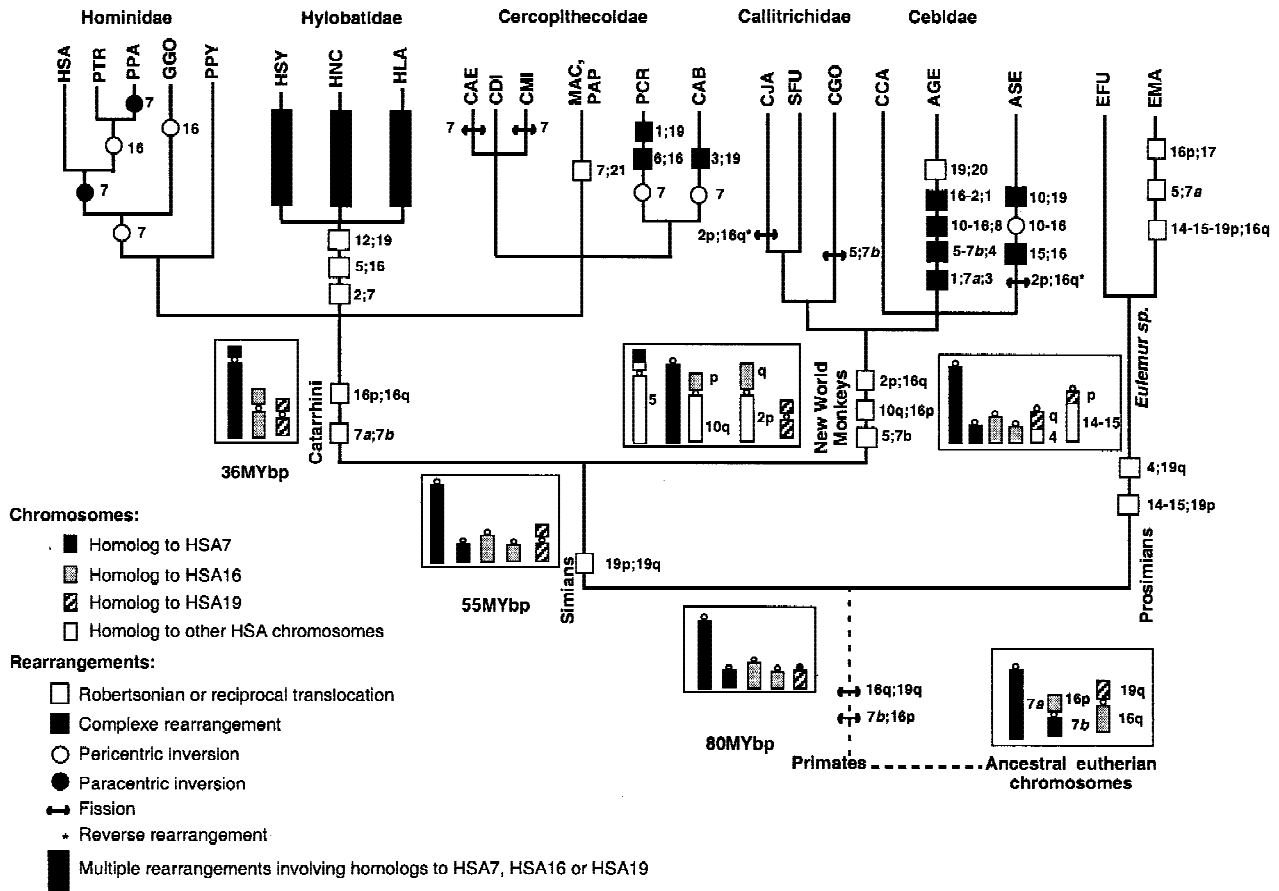 Hominidae Hylobatidae Cercopithecoidae Callitrichidae Cebidae
HSA PTR PPA GGO PPY HSY HNC HLA CAE CDI CMI MAC, PAP PCR CAB CJA SFU CGO CCA AGE ASE EFU EMA
7
16
16
7
7
12;19
5;16
2;7
7
7
7;21
1;19
6;16
7
3;19
7
2p;16q*
5;7b
19;20
16-2;1
10-16;8
5-7b;4
1;7a;3
10;19
10-16
15;16
2p;16q*
16p;17
5;7a
14-15-19p;16q
Eulemur sp.
36MYbp
Catarrhini
16p;16q
7a;7b
5
p
10q
q
2p
New World
Monkeys
2p;16q
10q;16p
5;7b
q
4
p
14-15
4;19q
14-15;19p
55MYbp
Simians
19p;19q
Prosimians
80MYbp
16q;19q
7b;16p
Primates
7a
16p
7b
19q
16q
Ancestral eutherian
chromosomes
Chromosomes:
Homolog to HSA7
Homolog to HSA16
Homolog to HSA19
Homolog to other HSA chromosomes
Rearrangements:
Robertsonian or reciprocal translocation
Complexe rearrangement
Pericentric inversion
Paracentric inversion
Fission
* Reverse rearrangement
Multiple rearrangements involving homologs to HSA7, HSA16 or HSA19